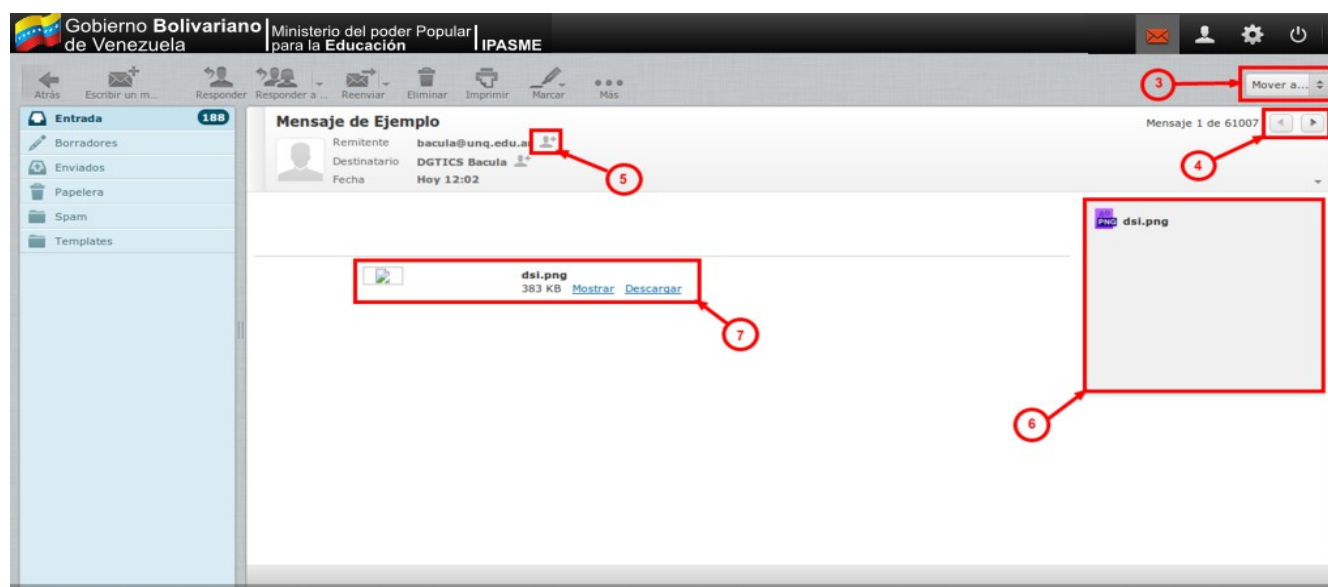 Gobierno Bolivariano
de Venezuela
Ministerio del poder Popular
para la Educación
IPASME
Atrás
Escribir un m...
Responder
Responder a ...
Reenviar
Eliminar
Imprimir
Marcar
Más
3
Mover a...
Entrada
188
Borradores
Enviados
Papelera
Spam
Templates
Mensaje de Ejemplo
Mensaje 1 de 61007
Remitente bacula@unq.edu.a
Destinatario DGTICS Bacula
Fecha Hoy 12:02
5
4
PNG
dsi.png
dsi.png
383 KB Mostrar Descargar
7
6